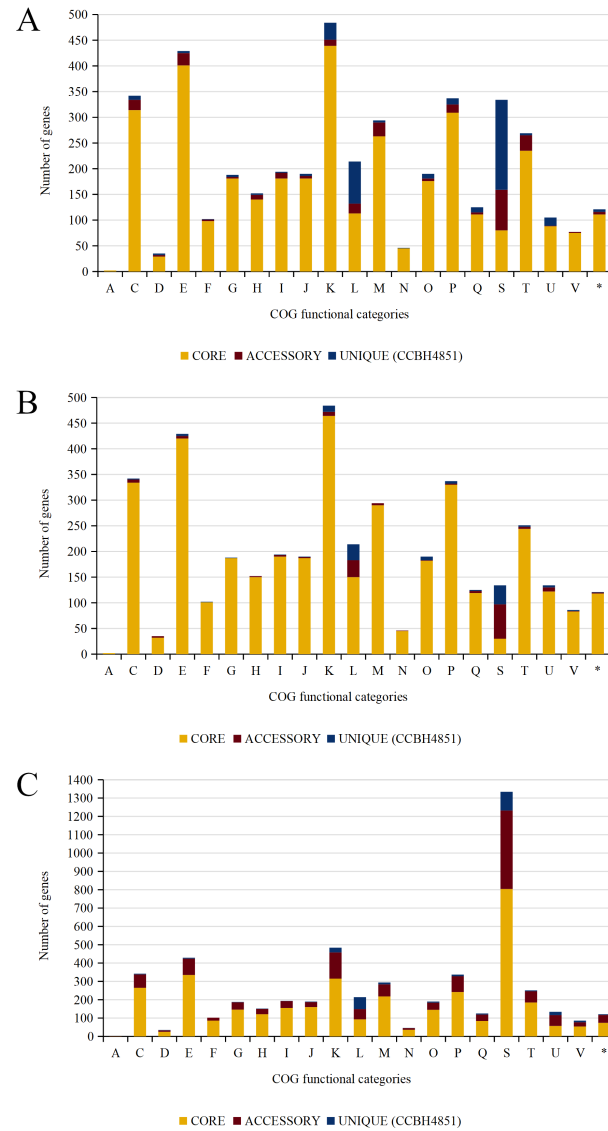 A
500
450
400
350
300
250
200
150
100
50
0
Number of genes
A C D E F G H I J K L M N O P Q S T U V *
COG functional categories
CORE ACCESSORY UNIQUE (CCBH4851)
B
500
450
400
350
300
250
200
150
100
50
0
Number of genes
A C D E F G H I J K L M N O P Q S T U V *
COG functional categories
CORE ACCESSORY UNIQUE (CCBH4851)
C
1400
1300
1200
1100
1000
900
800
700
600
500
400
300
200
100
0
Number of genes
A C D E F G H I J K L M N O P Q S T U V *
COG functional categories
CORE ACCESSORY UNIQUE (CCBH4851)